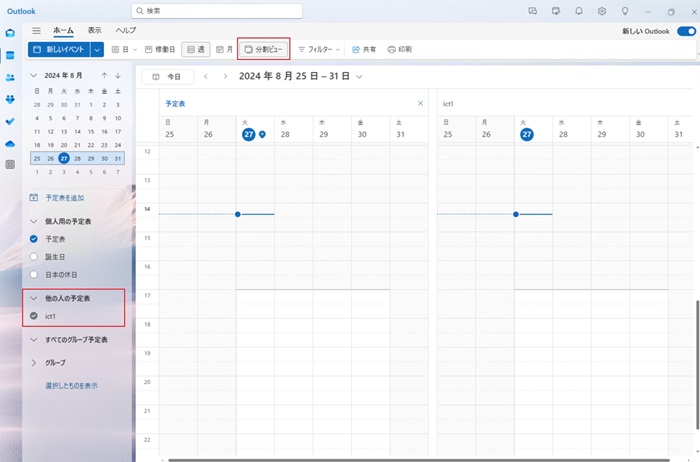 Outlook
検索
ホーム 表示 ヘルプ
新しい Outlook
新しいイベント 日 稼働日 週 月 分割ビュー フィルター 共有 印刷
2024 年 8 月
日 月 火 水 木 金 土
28 29 30 31 1 2 3
4 5 6 7 8 9 10
11 12 13 14 15 16 17
18 19 20 21 22 23 24
25 26 27 28 29 30 31
1 2 3 4 5 6 7
予定表を追加
個人用の予定表
予定表
誕生日
日本の休日
他の人の予定表
ict1
すべてのグループ予定表
グループ
選択したものを表示
今日 2024 年 8 月 25 日 – 31 日
予定表 ict1
日 月 火 水 木 金 土 日 月 火 水 木 金 土
25 26 27 28 29 30 31 25 26 27 28 29 30 31
12
13
14
15
16
17
18
19
20
21
22